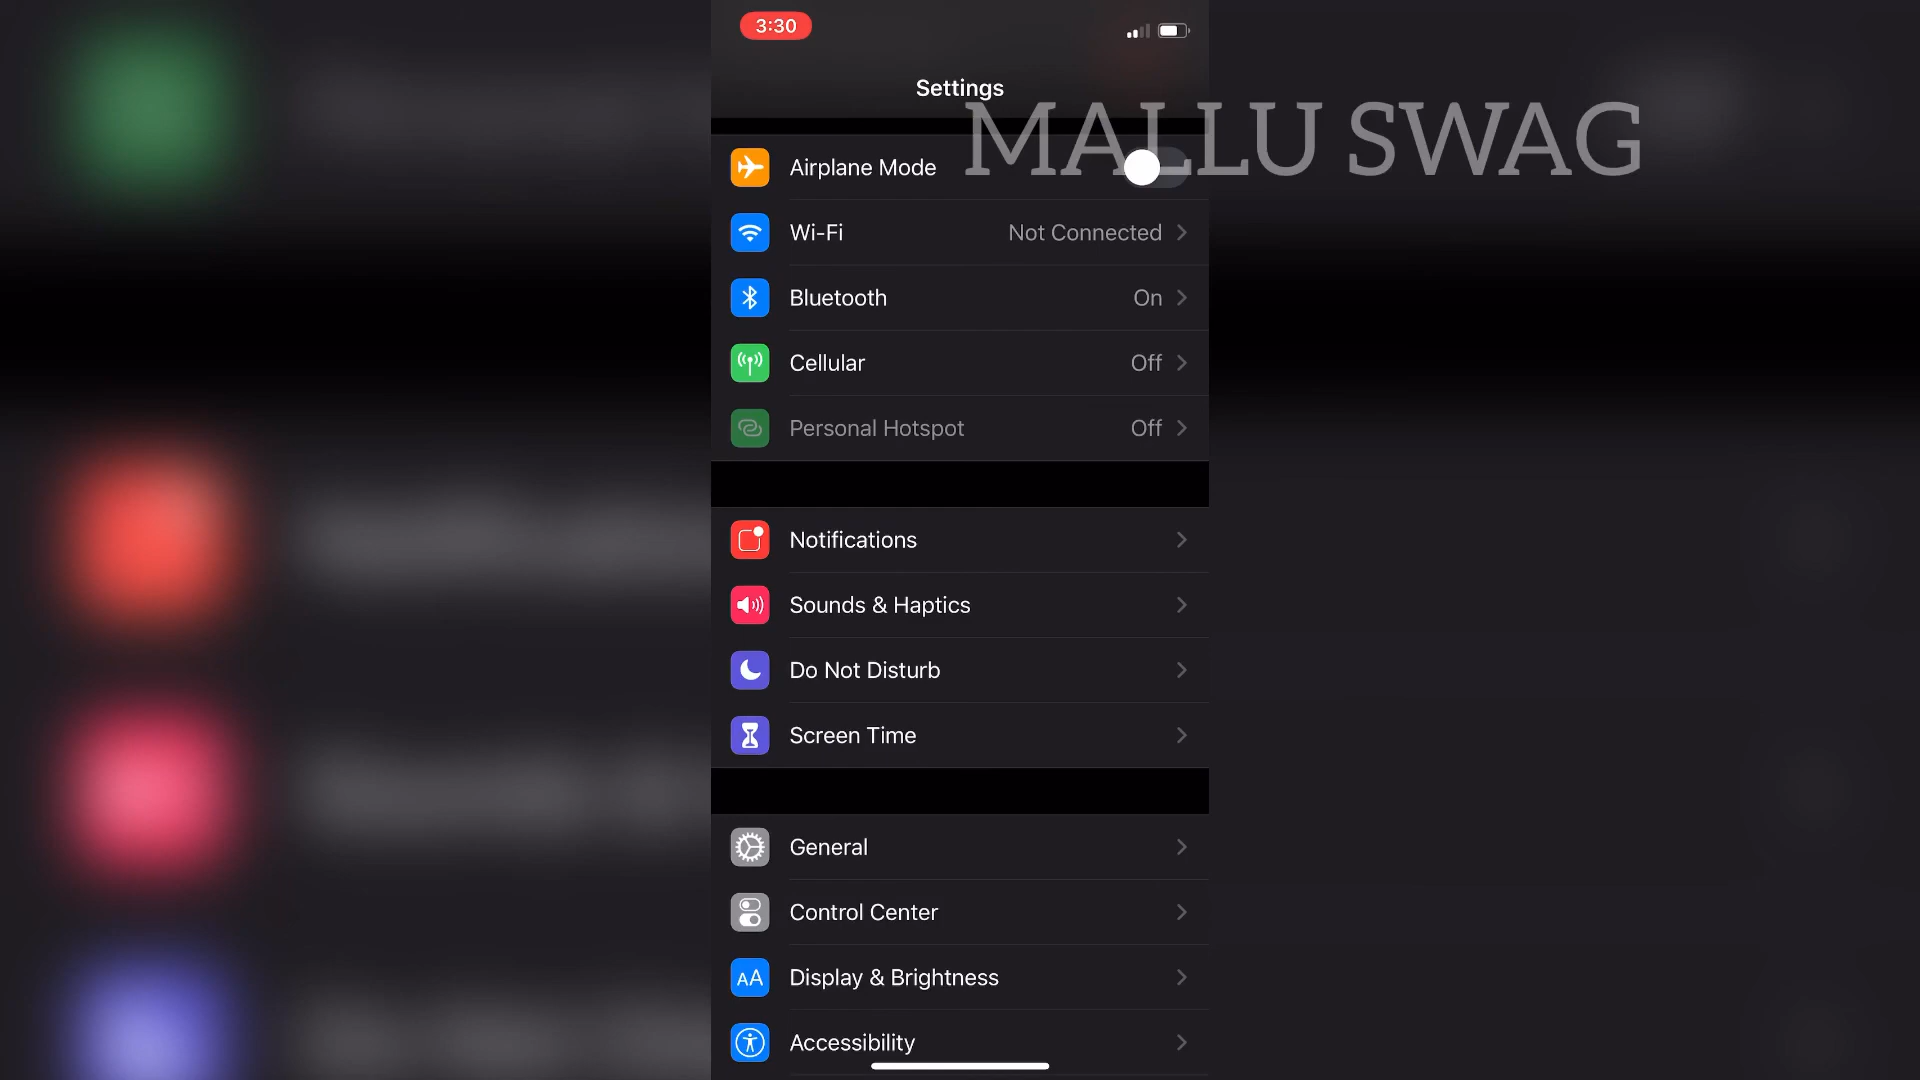 3:30
Settings
MALLU SWAG
Airplane Mode
Wi-Fi Not Connected
Bluetooth On
Cellular Off
Personal Hotspot Off
Notifications
Sounds & Haptics
Do Not Disturb
Screen Time
General
Control Center
AA Display & Brightness
Accessibility